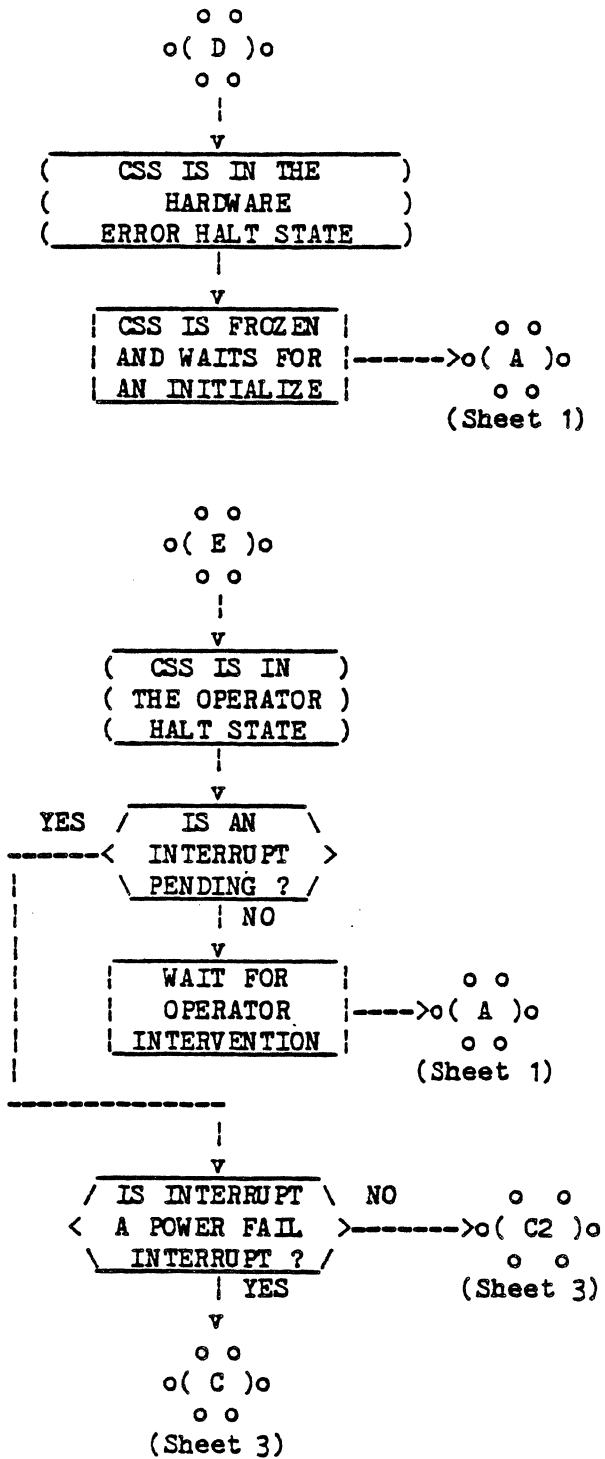 ( D )
CSS IS IN THE
HARDWARE
ERROR HALT STATE
CSS IS FROZEN
AND WAITS FOR
AN INITIALIZE
( A )
(Sheet 1)
( E )
CSS IS IN
THE OPERATOR
HALT STATE
YES
IS AN
INTERRUPT
PENDING ?
NO
WAIT FOR
OPERATOR
INTERVENTION
( A )
(Sheet 1)
IS INTERRUPT
A POWER FAIL
INTERRUPT ?
NO
( C2 )
(Sheet 3)
YES
( C )
(Sheet 3)